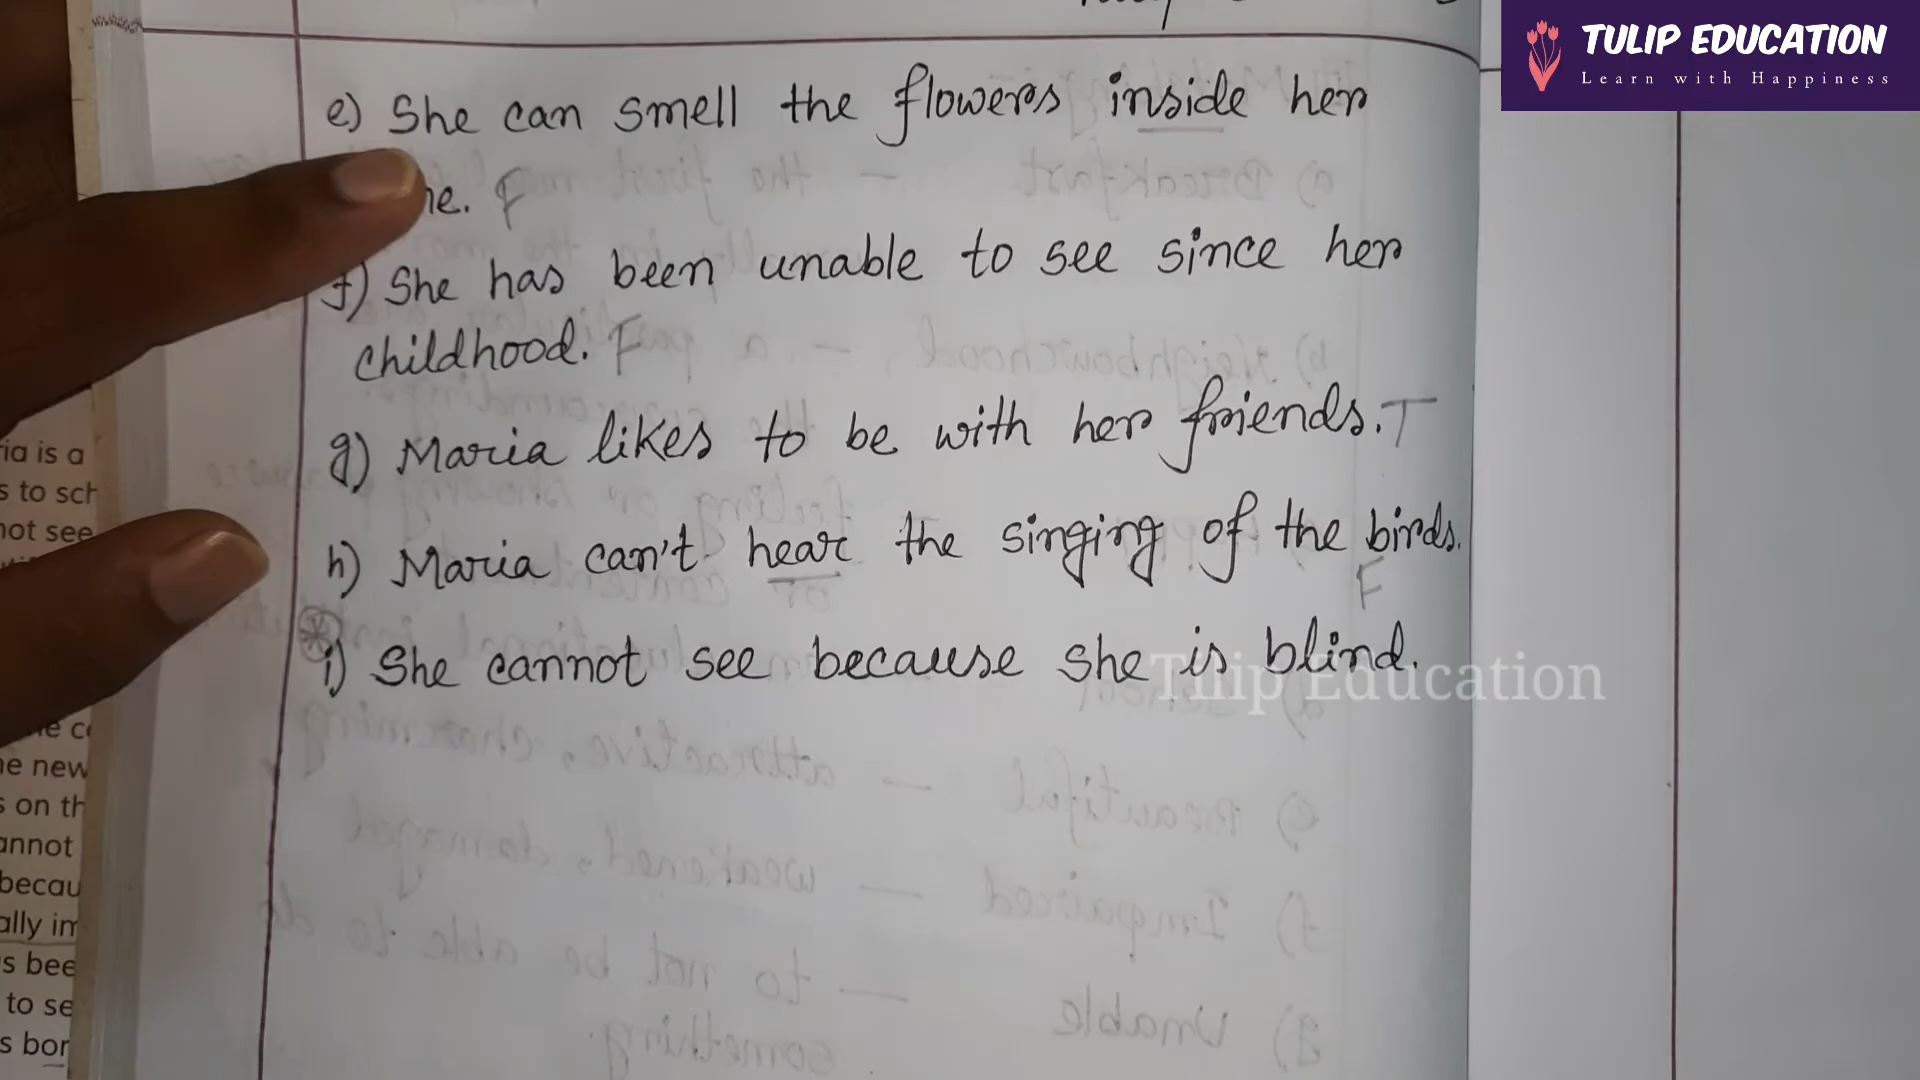 TULIP EDUCATION
Learn with Happiness
e) She can smell the flowers inside her
F
f) She has been unable to see since her
childhood. F
g) Maria likes to be with her friends. T
h) Maria can't hear the singing of the birds.
F
i) She cannot see because she is blind.
Tilip Education
ia is a
s to sch
not see
e new
s on th
annot
becau
ally im
s bee
to se
s bor